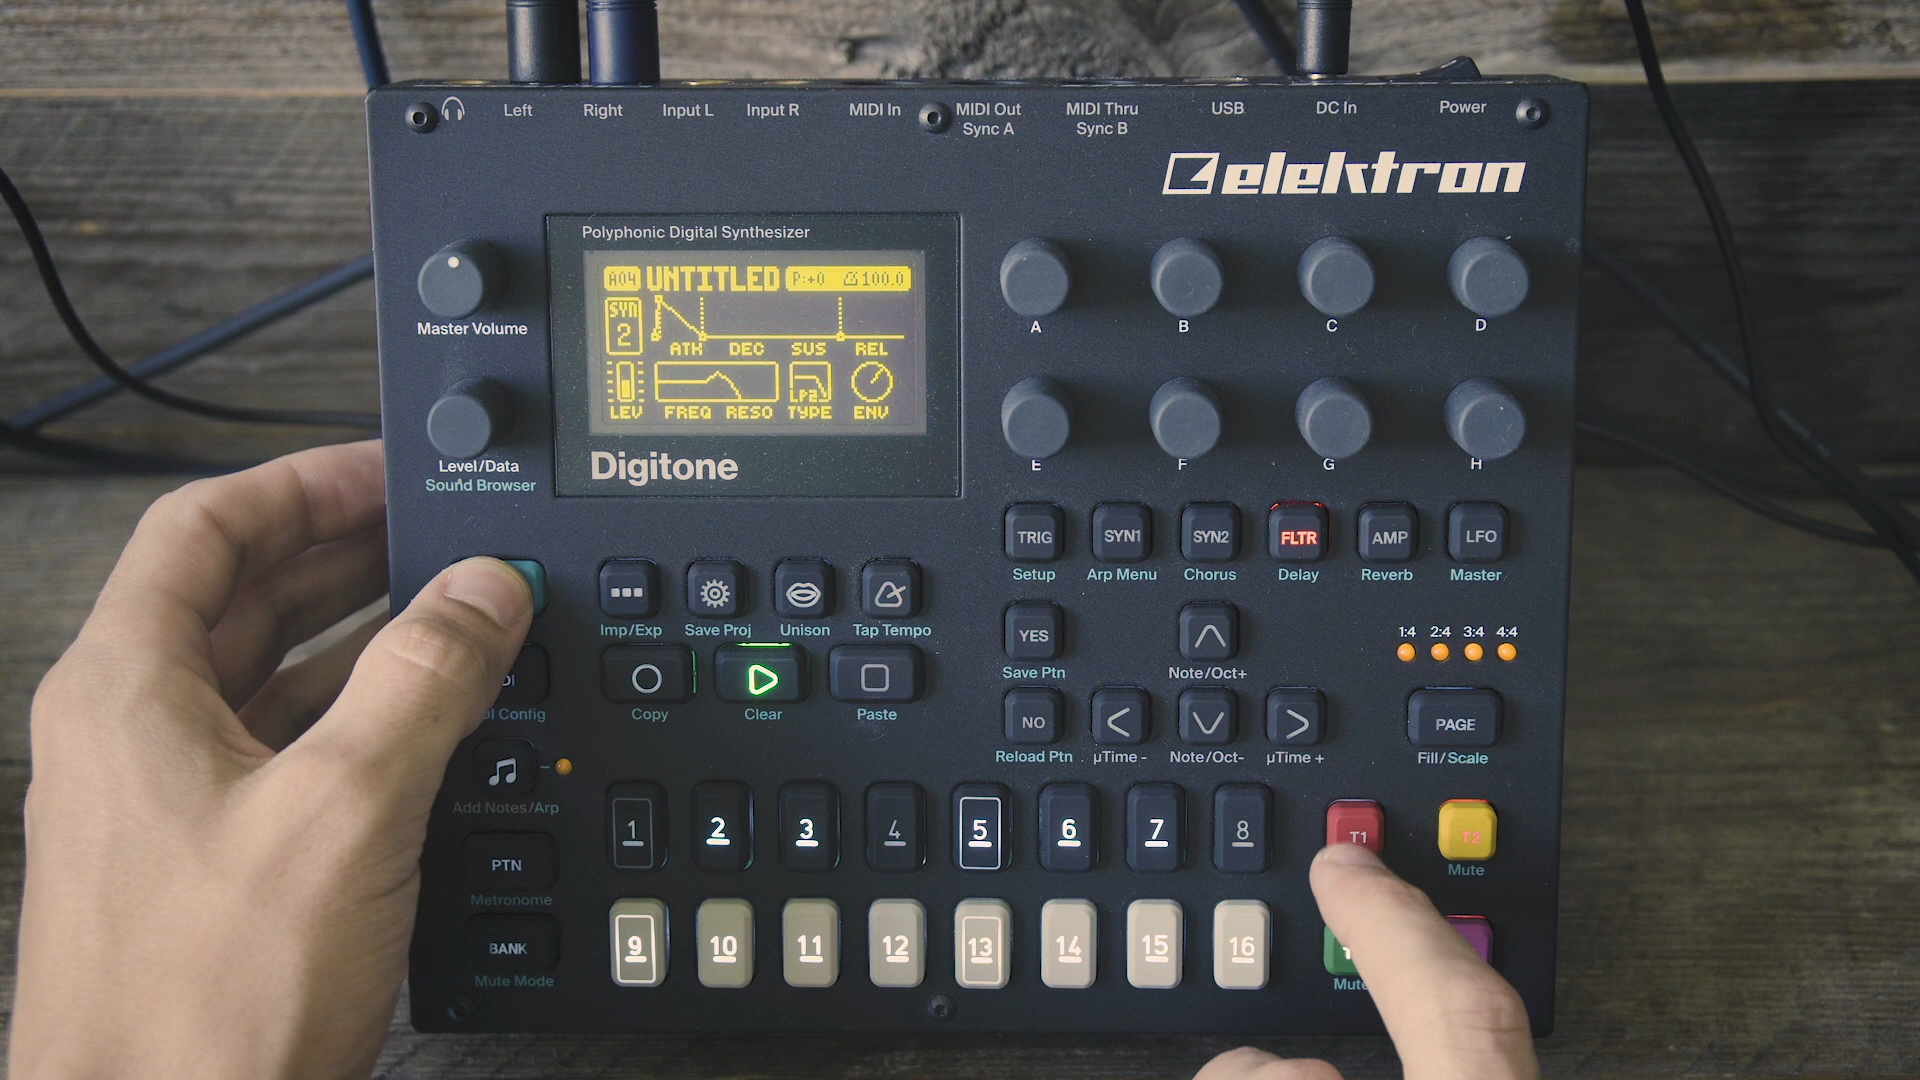 Left Right Input L Input R MIDI In MIDI Out MIDI Thru USB DC In Power
Sync A Sync B
elektron
Polyphonic Digital Synthesizer
A04 UNTITLED P:+0 100.0
SYN
2
ATK DEC SUS REL
LP2
LEV FREQ RESO TYPE ENV
Digitone
Master Volume
Level/Data
Sound Browser
A B C D
E F G H
TRIG SYN1 SYN2 FLTR AMP LFO
Setup Arp Menu Chorus Delay Reverb Master
Imp/Exp Save Proj Unison Tap Tempo
YES
Save Ptn Note/Oct+
1:4 2:4 3:4 4:4
Copy Clear Paste
Config
NO PAGE
Reload Ptn µTime - Note/Oct- µTime + Fill/Scale
Add Notes/Arp
PTN
Metronome
BANK
Mute Mode
1 2 3 4 5 6 7 8
9 10 11 12 13 14 15 16
T1 T2
Mute
Mute